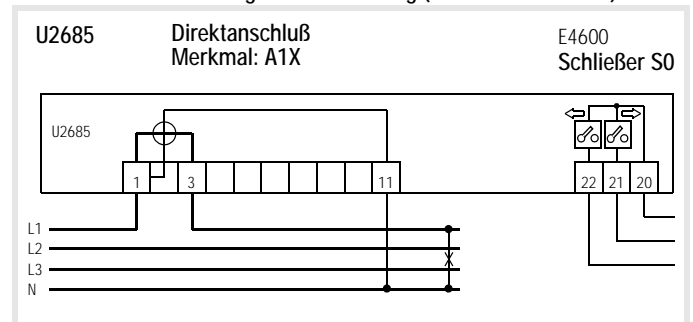 U2685
Direktanschluß
Merkmal: A1X
E4600
Schließer S0
U2685
1 3 11 22 21 20
L1
L2
L3
N